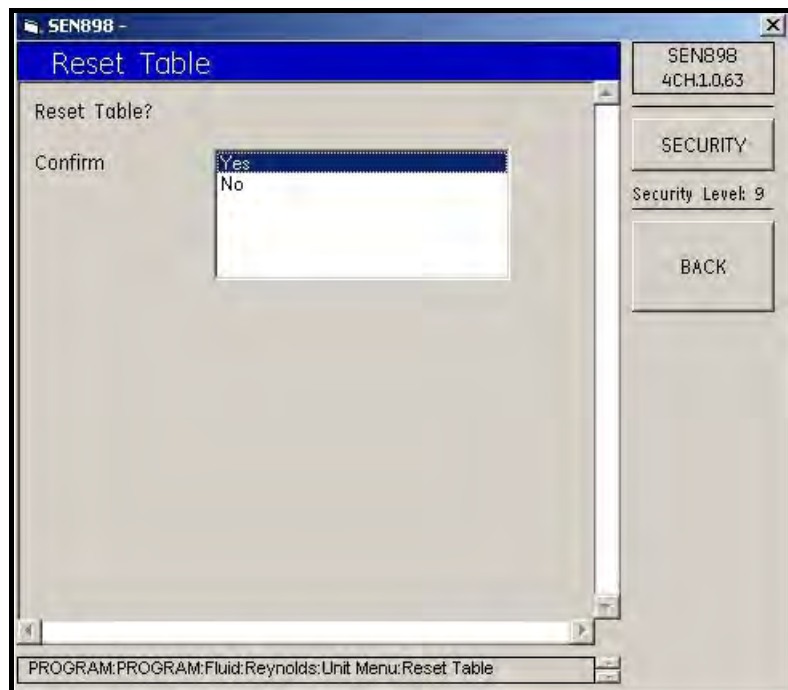 SEN898 -
Reset Table
Reset Table?
Confirm
Yes
No
SEN898
4CH.1.0.63
SECURITY
Security Level: 9
BACK
PROGRAM:PROGRAM:Fluid:Reynolds:Unit Menu:Reset Table